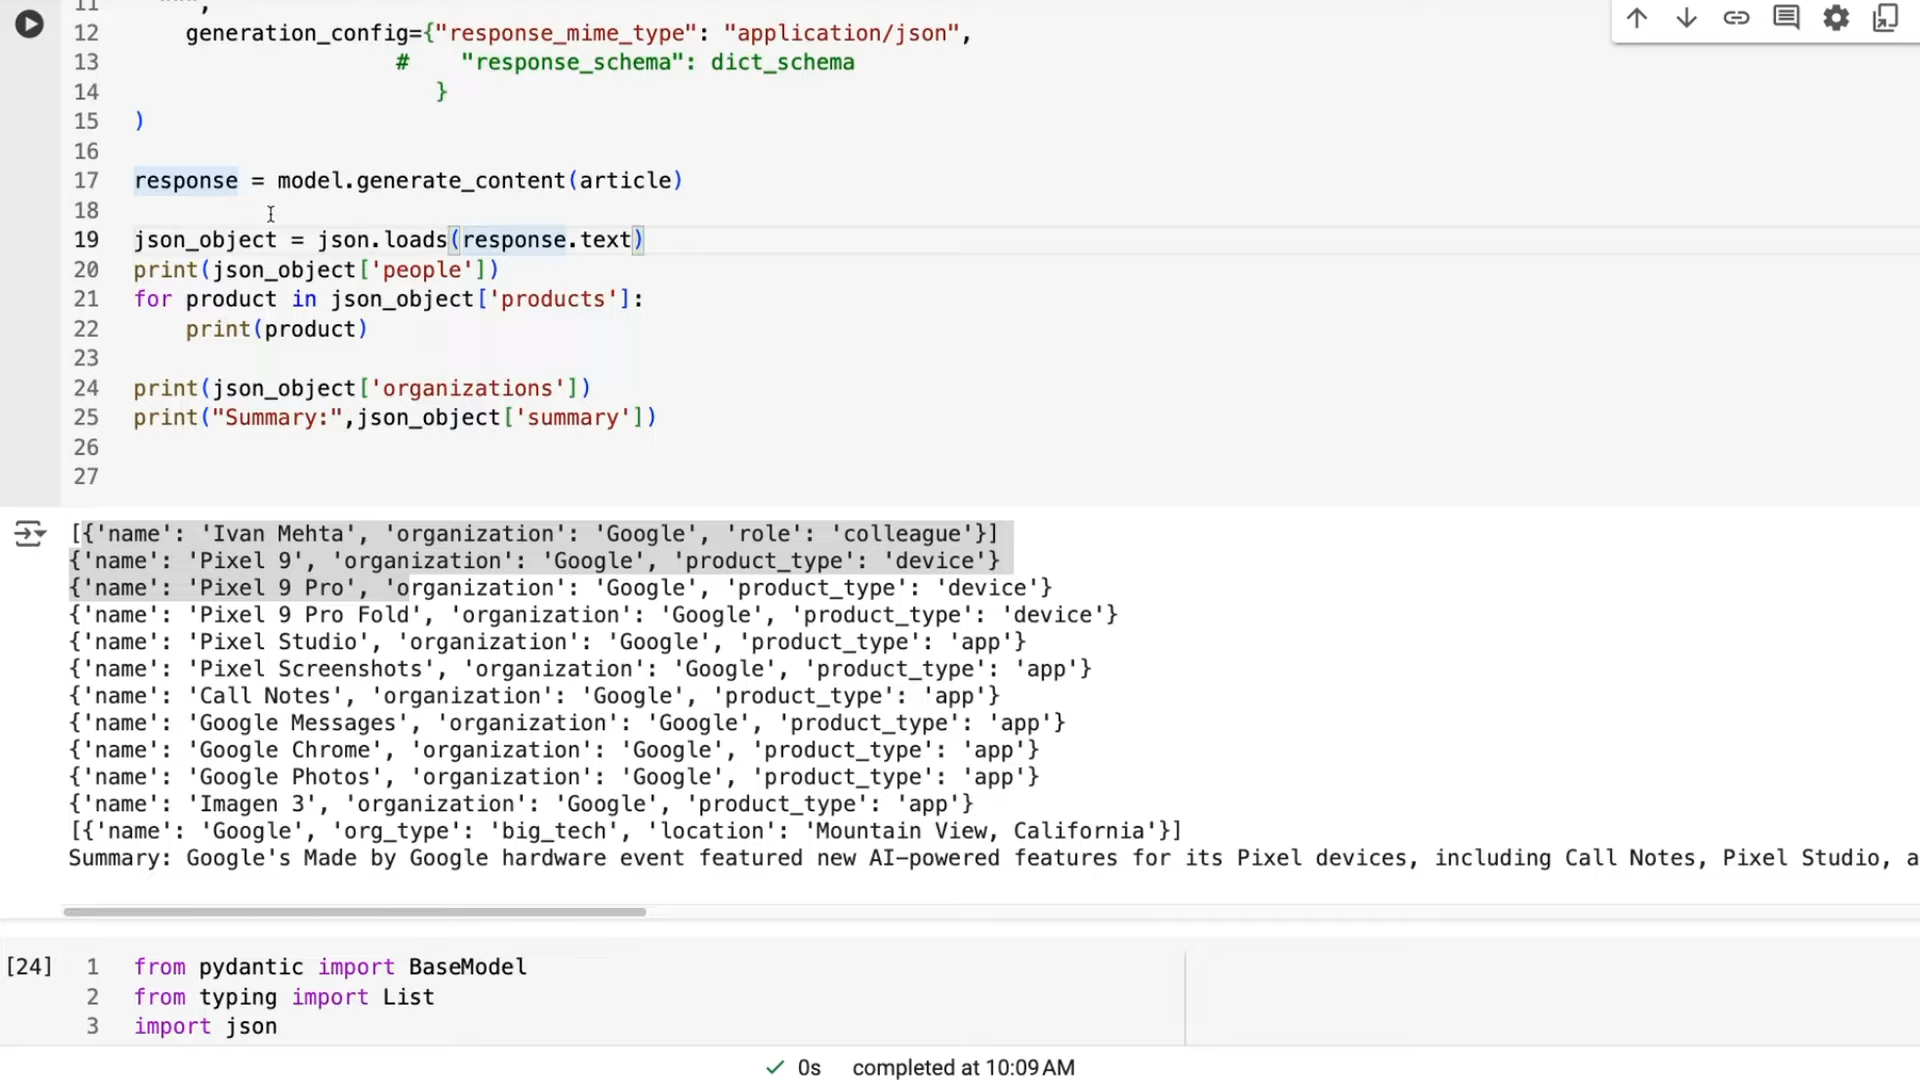 11 """,
12 generation_config={"response_mime_type": "application/json",
13 # "response_schema": dict_schema
14 }
15 )
16
17 response = model.generate_content(article)
18
19 json_object = json.loads(response.text)
20 print(json_object['people'])
21 for product in json_object['products']:
22 print(product)
23
24 print(json_object['organizations'])
25 print("Summary:",json_object['summary'])
26
27
[{'name': 'Ivan Mehta', 'organization': 'Google', 'role': 'colleague'}]
{'name': 'Pixel 9', 'organization': 'Google', 'product_type': 'device'}
{'name': 'Pixel 9 Pro', 'organization': 'Google', 'product_type': 'device'}
{'name': 'Pixel 9 Pro Fold', 'organization': 'Google', 'product_type': 'device'}
{'name': 'Pixel Studio', 'organization': 'Google', 'product_type': 'app'}
{'name': 'Pixel Screenshots', 'organization': 'Google', 'product_type': 'app'}
{'name': 'Call Notes', 'organization': 'Google', 'product_type': 'app'}
{'name': 'Google Messages', 'organization': 'Google', 'product_type': 'app'}
{'name': 'Google Chrome', 'organization': 'Google', 'product_type': 'app'}
{'name': 'Google Photos', 'organization': 'Google', 'product_type': 'app'}
{'name': 'Imagen 3', 'organization': 'Google', 'product_type': 'app'}
[{'name': 'Google', 'org_type': 'big_tech', 'location': 'Mountain View, California'}]
Summary: Google's Made by Google hardware event featured new AI-powered features for its Pixel devices, including Call Notes, Pixel Studio, a
[24] 1 from pydantic import BaseModel
2 from typing import List
3 import json
0s completed at 10:09 AM